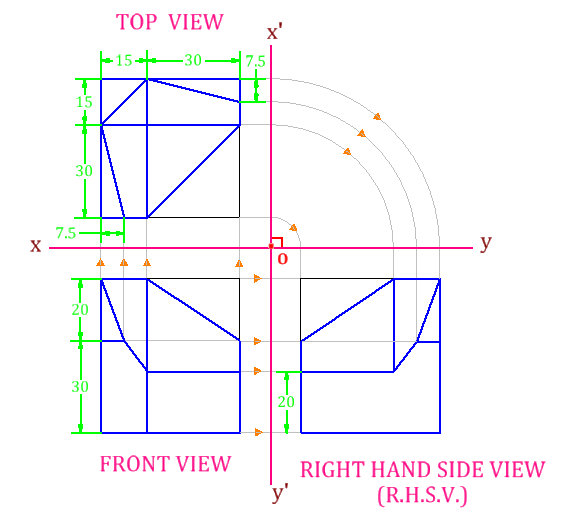 TOP VIEW
x'
15
30
7.5
15
30
7.5
x
y
O
20
30
20
FRONT VIEW
RIGHT HAND SIDE VIEW
(R.H.S.V.)
y'